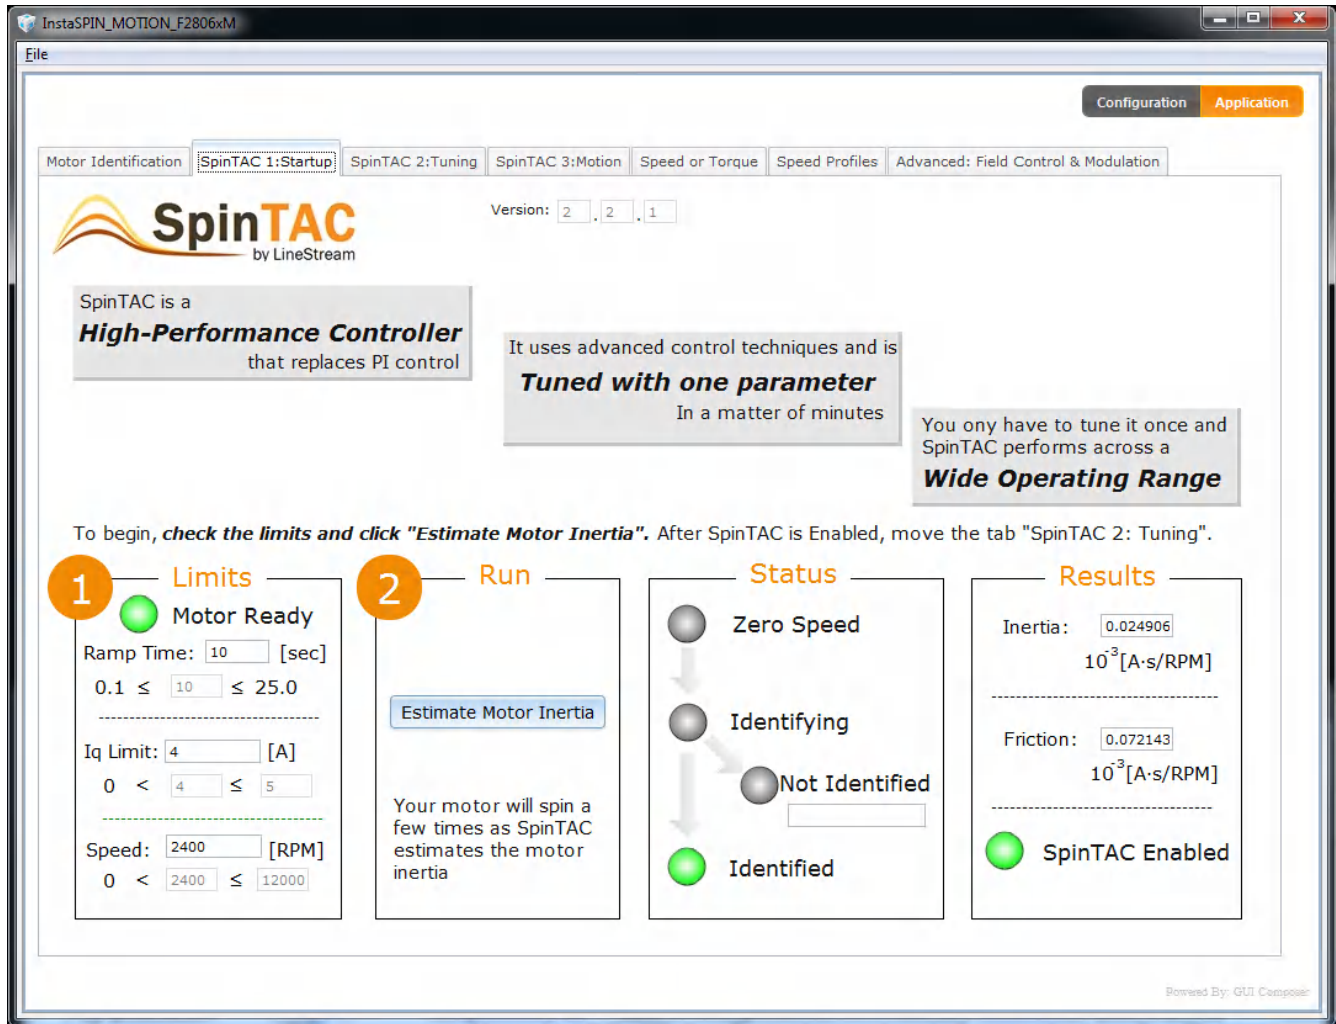 InstaSPIN_MOTION_F2806xM
File
Configuration Application
Motor Identification SpinTAC 1:Startup SpinTAC 2:Tuning SpinTAC 3:Motion Speed or Torque Speed Profiles Advanced: Field Control & Modulation
SpinTAC
by LineStream
Version: 2 . 2 . 1
SpinTAC is a
High-Performance Controller
that replaces PI control
It uses advanced control techniques and is
Tuned with one parameter
In a matter of minutes
You ony have to tune it once and
SpinTAC performs across a
Wide Operating Range
To begin, check the limits and click "Estimate Motor Inertia". After SpinTAC is Enabled, move the tab "SpinTAC 2: Tuning".
1 Limits
Motor Ready
Ramp Time: 10 [sec]
0.1 ≤ 10 ≤ 25.0
Iq Limit: 4 [A]
0 < 4 ≤ 5
Speed: 2400 [RPM]
0 < 2400 ≤ 12000
2 Run
Estimate Motor Inertia
Your motor will spin a
few times as SpinTAC
estimates the motor
inertia
Status
Zero Speed
Identifying
Not Identified
Identified
Results
Inertia: 0.024906
10⁻³[A·s/RPM]
Friction: 0.072143
10⁻³[A·s/RPM]
SpinTAC Enabled
Powered By: GUI Composer